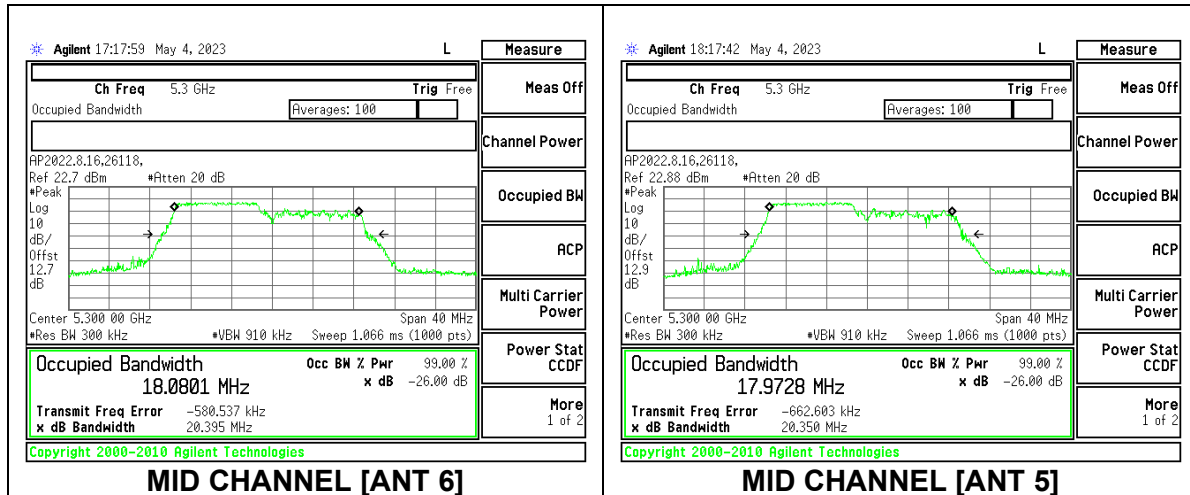 Agilent 17:17:59 May 4, 2023 L Measure
Ch Freq 5.3 GHz Trig Free
Occupied Bandwidth Averages: 100
AP2022.8.16,26118,
Ref 22.7 dBm #Atten 20 dB
#Peak
Log
10
dB/
Offst
12.7
dB
Center 5.300 00 GHz Span 40 MHz
#Res BW 300 kHz #VBW 910 kHz Sweep 1.066 ms (1000 pts)
Occupied Bandwidth Occ BW % Pwr 99.00 %
18.0801 MHz x dB -26.00 dB
Transmit Freq Error -580.537 kHz
x dB Bandwidth 20.395 MHz
Copyright 2000-2010 Agilent Technologies
Meas Off
Channel Power
Occupied BW
ACP
Multi Carrier
Power
Power Stat
CCDF
More
1 of 2
MID CHANNEL [ANT 6]
Agilent 18:17:42 May 4, 2023 L Measure
Ch Freq 5.3 GHz Trig Free
Occupied Bandwidth Averages: 100
AP2022.8.16,26118,
Ref 22.88 dBm #Atten 20 dB
#Peak
Log
10
dB/
Offst
12.9
dB
Center 5.300 00 GHz Span 40 MHz
#Res BW 300 kHz #VBW 910 kHz Sweep 1.066 ms (1000 pts)
Occupied Bandwidth Occ BW % Pwr 99.00 %
17.9728 MHz x dB -26.00 dB
Transmit Freq Error -662.603 kHz
x dB Bandwidth 20.350 MHz
Copyright 2000-2010 Agilent Technologies
Meas Off
Channel Power
Occupied BW
ACP
Multi Carrier
Power
Power Stat
CCDF
More
1 of 2
MID CHANNEL [ANT 5]